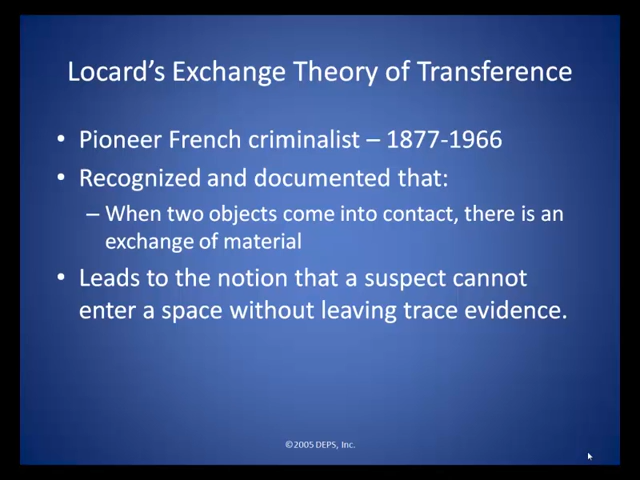 Locard's Exchange Theory of Transference
• Pioneer French criminalist – 1877-1966
• Recognized and documented that:
– When two objects come into contact, there is an
exchange of material
• Leads to the notion that a suspect cannot
enter a space without leaving trace evidence.
©2005 DEPS, Inc.